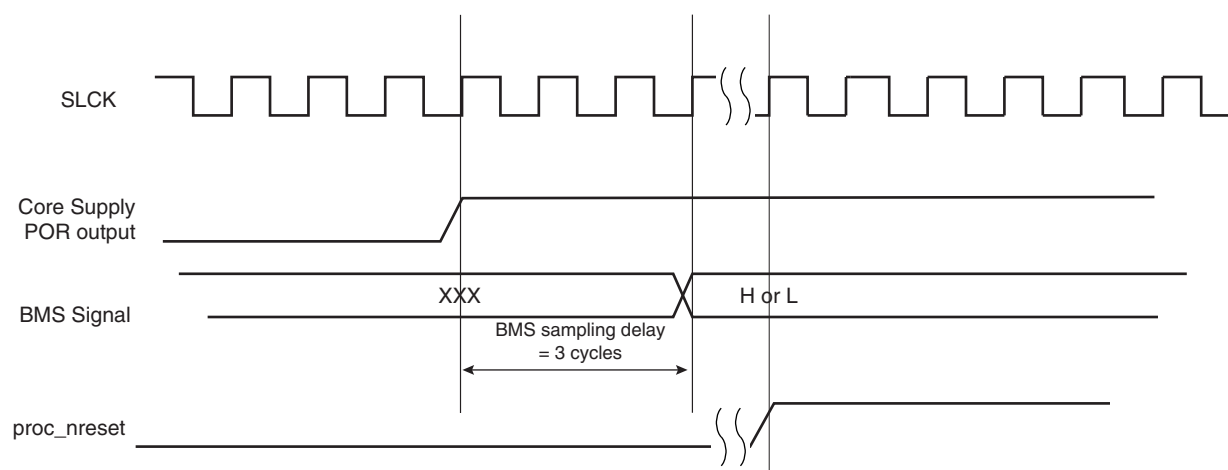 SLCK
Core Supply
POR output
BMS Signal
XXX
H or L
BMS sampling delay
= 3 cycles
proc_nreset